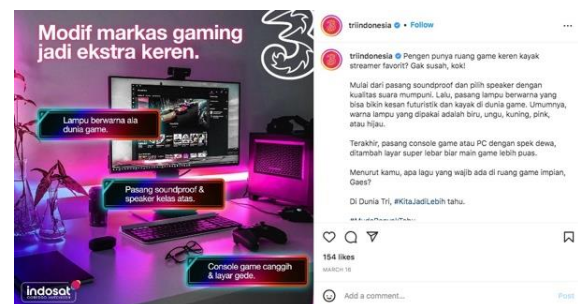 Modif markas gaming
jadi ekstra keren.
3
Lampu berwarna ala
dunia game.
Pasang soundproof &
speaker kelas atas.
Console game canggih
& layar gede.
indosat
triindonesia • Follow
...
triindonesia Pengen punya ruang game keren kayak
streamer favorit? Gak susah, kok!
Mulai dari pasang soundproof dan pilih speaker dengan
kualitas suara mumpuni. Lalu, pasang lampu berwarna yang
bisa bikin kesan futuristik dan kayak di dunia game. Umumnya,
warna lampu yang dipakai adalah biru, ungu, kuning, pink,
atau hijau.
Terakhir, pasang console game atau PC dengan spek dewa,
ditambah layar super lebar biar main game lebih puas.
Menurut kamu, apa lagu yang wajib ada di ruang game impian,
Gaes?
Di Dunia Tri, #KitaJadiLebih tahu.
154 likes
MARCH 16
Add a comment...
Post